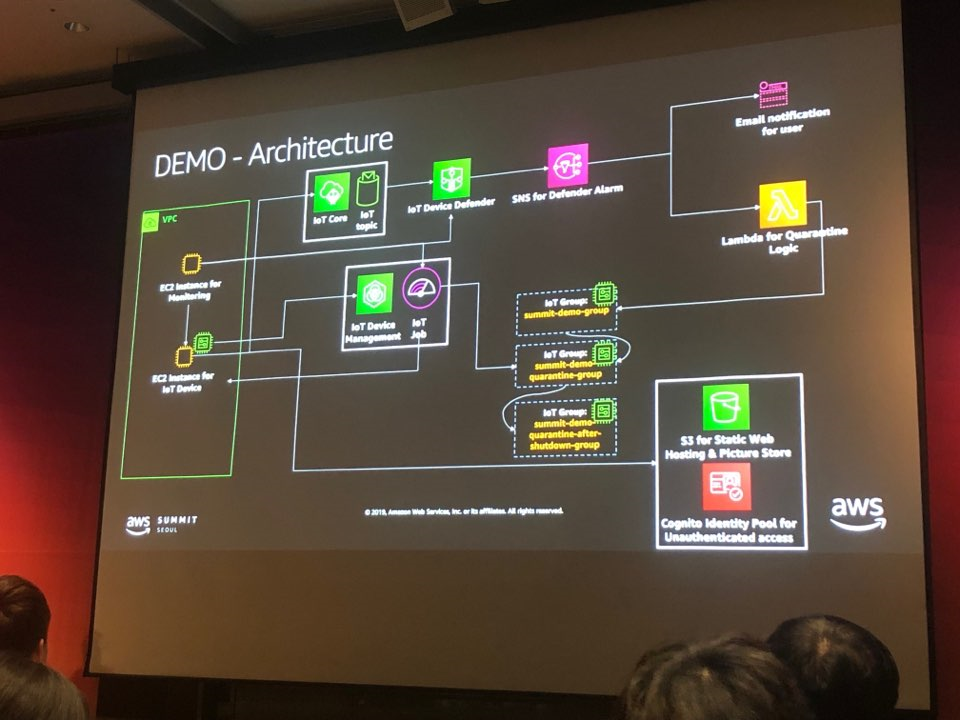 DEMO - Architecture
VPC
EC2 Instance for
Monitoring
EC2 Instance for
IoT Device
IoT Core
IoT
topic
IoT Device Defender
SNS for Defender Alarm
Email notification
for user
Lambda for Quarantine
Logic
IoT Device
Management
IoT
Job
IoT Group:
summit-demo-group
IoT Group:
summit-demo-
quarantine-group
IoT Group:
summit-demo-
quarantine-after-
shutdown-group
S3 for Static Web
Hosting & Picture Store
Cognito Identity Pool for
Unauthenticated access
aws SUMMIT
SEOUL
© 2019, Amazon Web Services, Inc. or its affiliates. All rights reserved.
aws